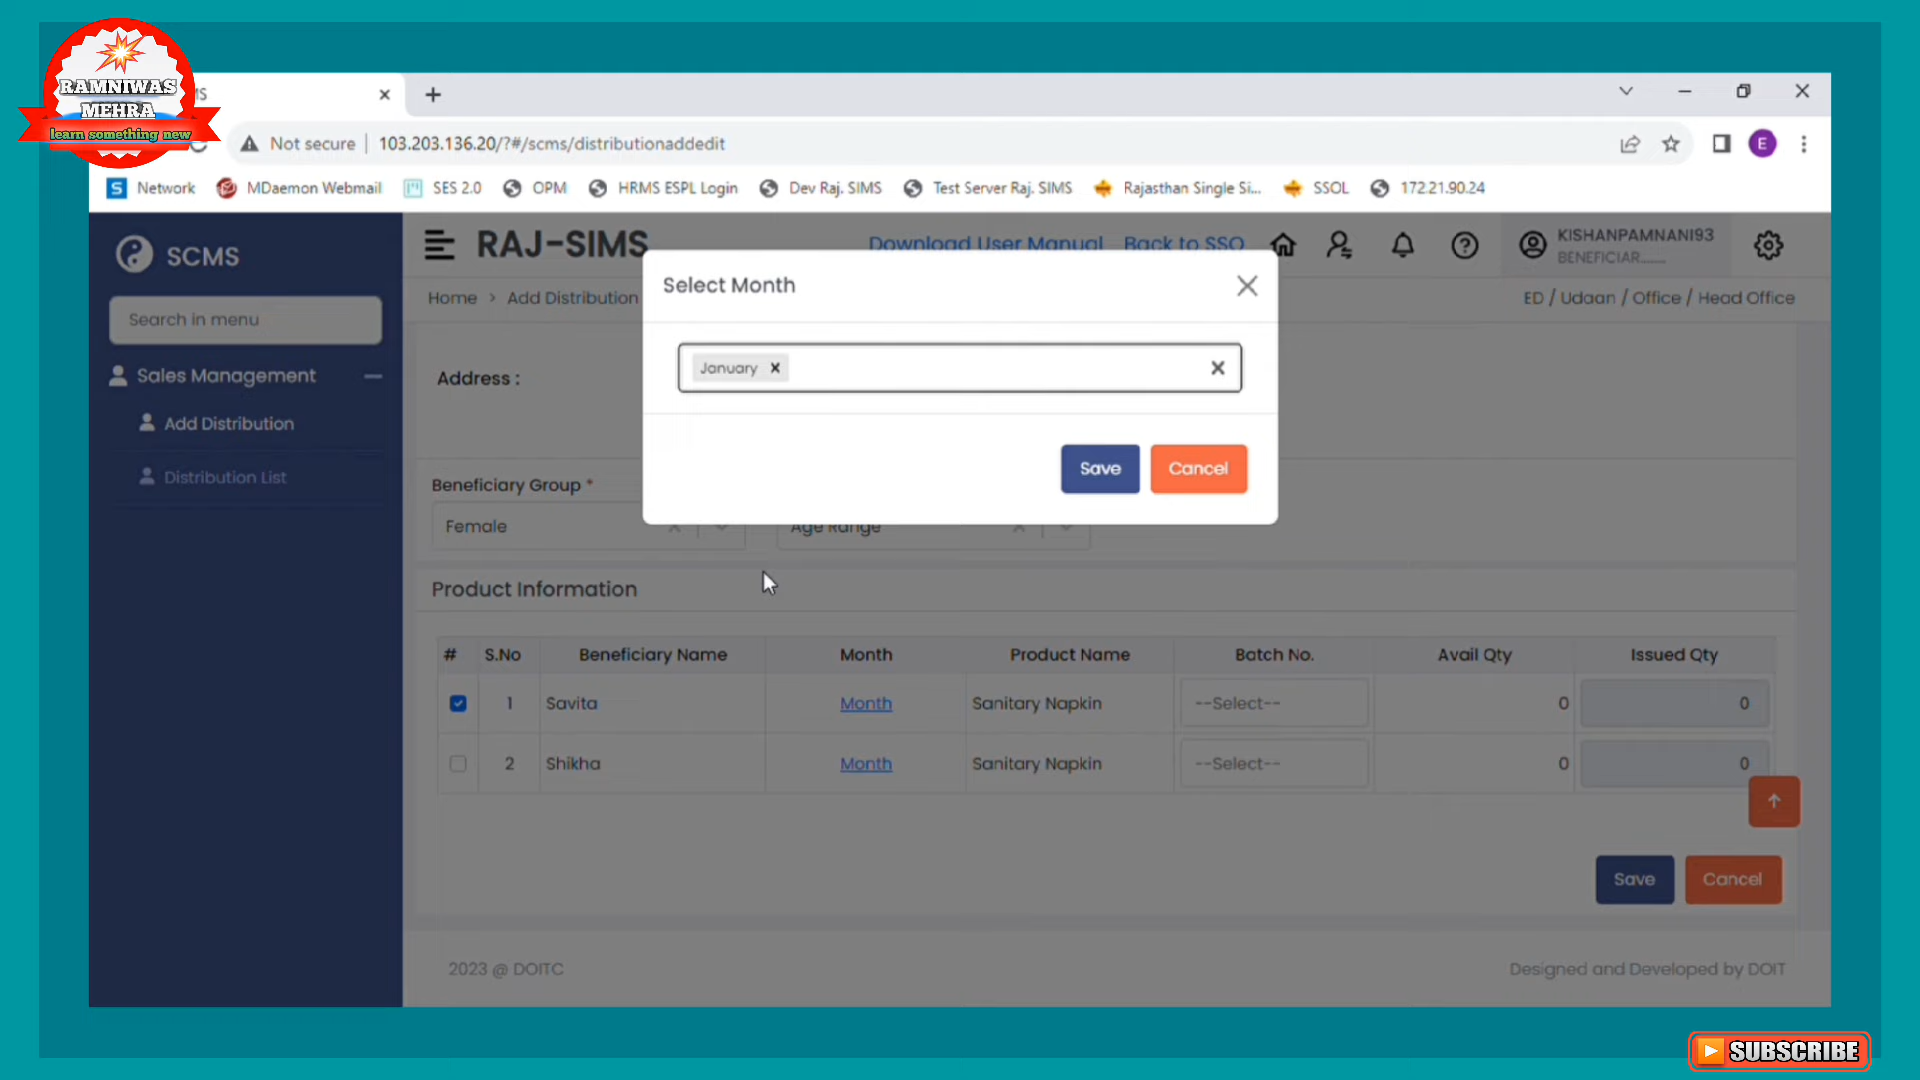 RAMNIWAS
MEHRA
learn something new
Not secure | 103.203.136.20/?#/scms/distributionaddedit
E
Network MDaemon Webmail SES 2.0 OPM HRMS ESPL Login Dev Raj. SIMS Test Server Raj. SIMS Rajasthan Single Si... SSOL 172.21.90.24
SCMS
RAJ-SIMS
Download User Manual Back to SSO
KISHANPAMNANI93
BENEFICIAR......
Search in menu
Sales Management
Add Distribution
Distribution List
Home > Add Distribution
ED / Udaan / Office / Head Office
Select Month
January
Save Cancel
Address :
Beneficiary Group *
Female
Age Range
Product Information
# S.No Beneficiary Name Month Product Name Batch No. Avail Qty Issued Qty
1 Savita Month Sanitary Napkin --Select-- 0 0
2 Shikha Month Sanitary Napkin --Select-- 0 0
Save Cancel
2023 @ DOITC
Designed and Developed by DOIT
SUBSCRIBE